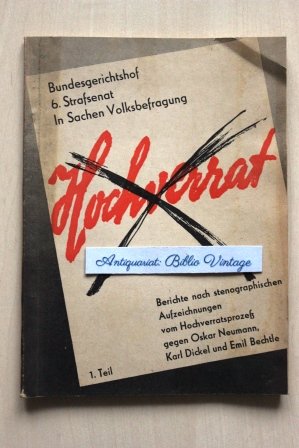 Bundesgerichtshof
6. Strafsenat
In Sachen Volksbefragung
Hochverrat
Antiquariat: Biblio Vintage
Berichte nach stenographischen
Aufzeichnungen
vom Hochverratsprozeß
gegen Oskar Neumann,
Karl Dickel und Emil Bechtle
1. Teil